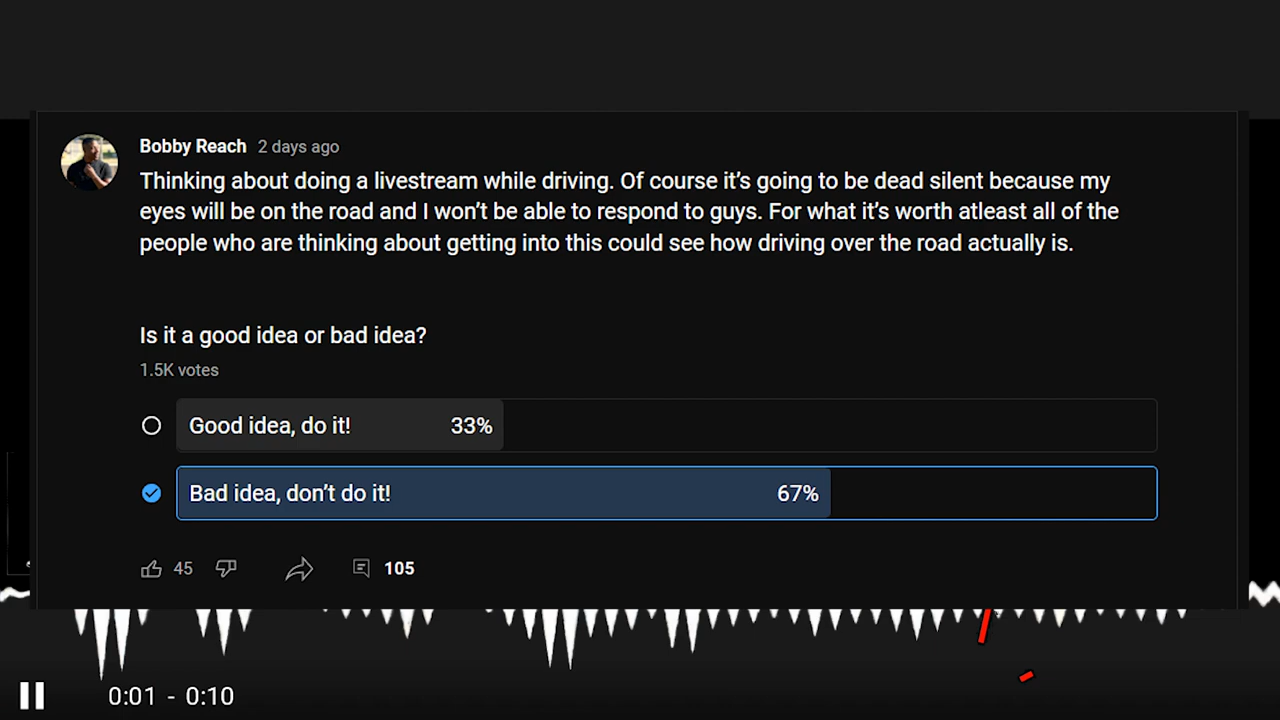 Bobby Reach 2 days ago
Thinking about doing a livestream while driving. Of course it's going to be dead silent because my
eyes will be on the road and I won't be able to respond to guys. For what it's worth atleast all of the
people who are thinking about getting into this could see how driving over the road actually is.
Is it a good idea or bad idea?
1.5K votes
Good idea, do it! 33%
Bad idea, don't do it! 67%
45 105
0:01 - 0:10